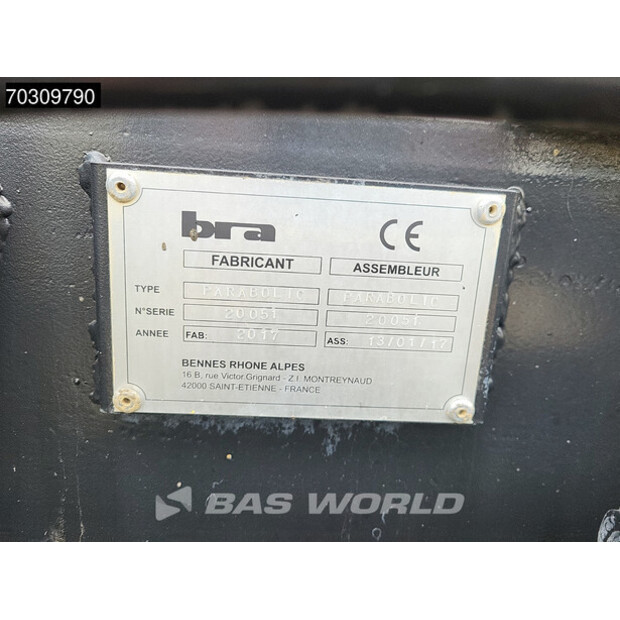 70309790
bra CE
FABRICANT ASSEMBLEUR
TYPE PARABOLIC PARABOLIC
N°SERIE 20051 20051
ANNEE FAB: 2017 ASS: 13/01/17
BENNES RHONE ALPES
16 B, rue Victor Grignard - Z.I. MONTREYNAUD
42000 SAINT-ETIENNE - FRANCE
BAS WORLD